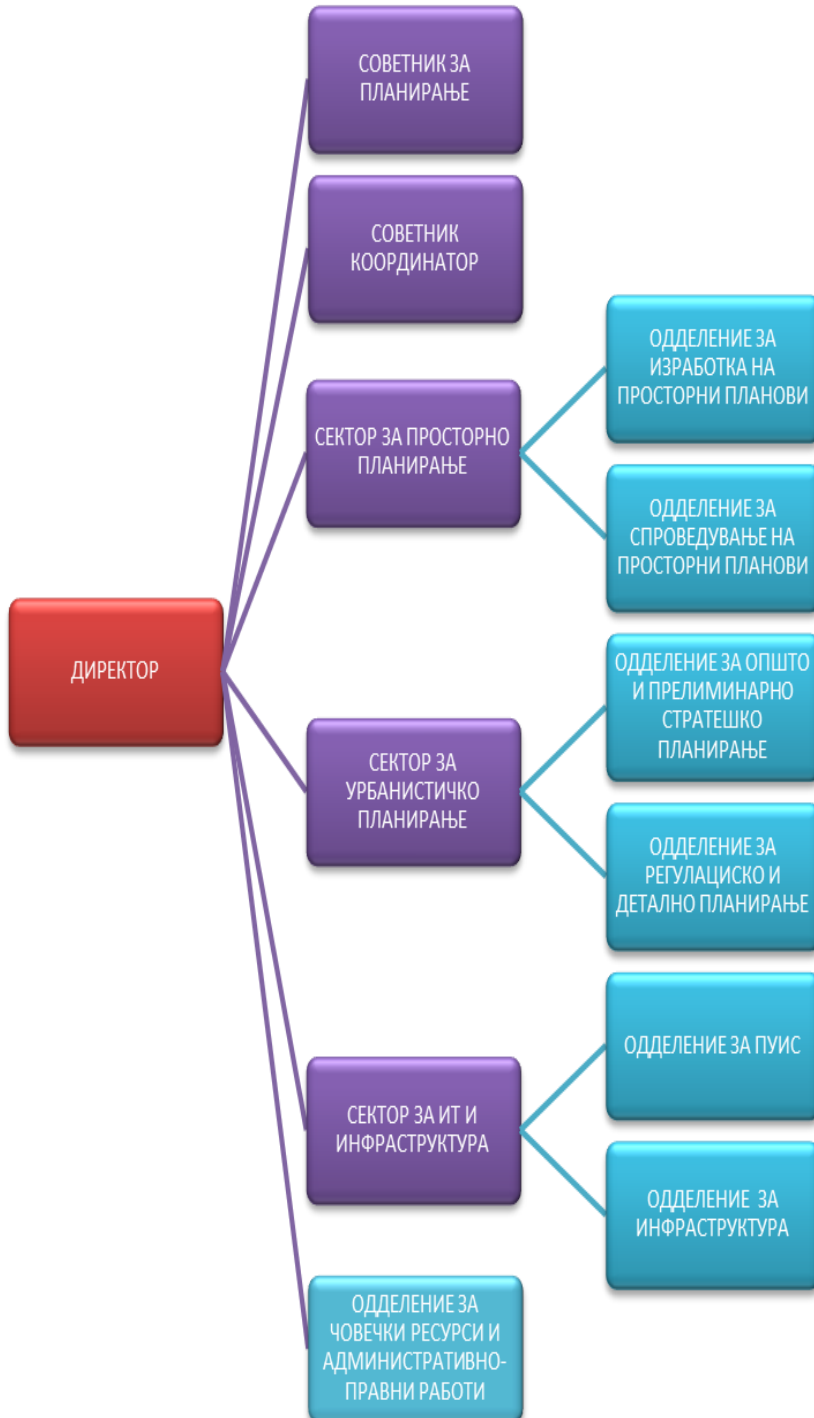 СОВЕТНИК ЗА
ПЛАНИРАЊЕ
СОВЕТНИК
КООРДИНАТОР
СЕКТОР ЗА ПРОСТОРНО
ПЛАНИРАЊЕ
ОДДЕЛЕНИЕ ЗА
ИЗРАБОТКА НА
ПРОСТОРНИ ПЛАНОВИ
ОДДЕЛЕНИЕ ЗА
СПРОВЕДУВАЊЕ НА
ПРОСТОРНИ ПЛАНОВИ
ДИРЕКТОР
СЕКТОР ЗА
УРБАНИСТИЧКО
ПЛАНИРАЊЕ
ОДДЕЛЕНИЕ ЗА ОПШТО
И ПРЕЛИМИНАРНО
СТРАТЕШКО
ПЛАНИРАЊЕ
ОДДЕЛЕНИЕ ЗА
РЕГУЛАЦИСКО И
ДЕТАЛНО ПЛАНИРАЊЕ
СЕКТОР ЗА ИТ И
ИНФРАСТРУКТУРА
ОДДЕЛЕНИЕ ЗА ПУИС
ОДДЕЛЕНИЕ ЗА
ИНФРАСТРУКТУРА
ОДДЕЛЕНИЕ ЗА
ЧОВЕЧКИ РЕСУРСИ И
АДМИНИСТРАТИВНО-
ПРАВНИ РАБОТИ